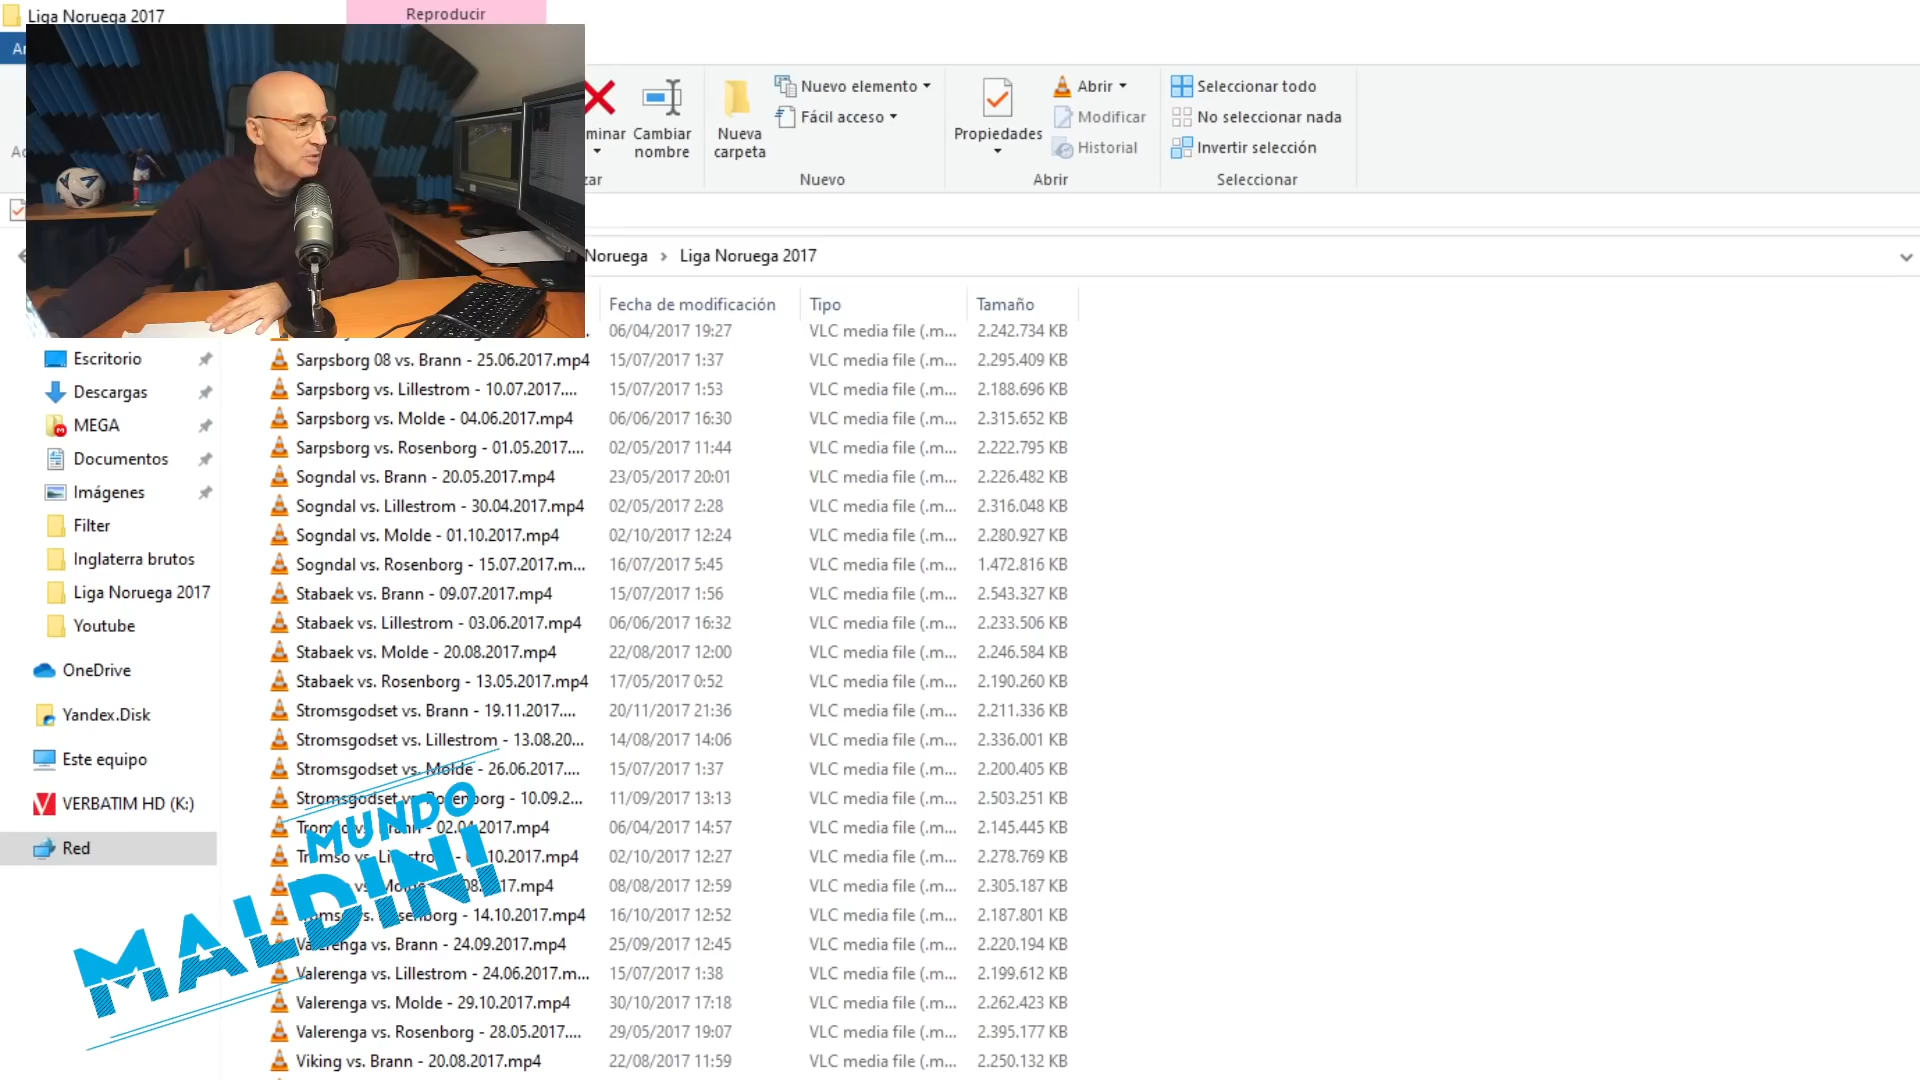 Liga Noruega 2017
Reproducir
minar
Cambiar nombre
Nueva carpeta
Nuevo elemento
Fácil acceso
Nuevo
Propiedades
Abrir
Modificar
Historial
Abrir
Seleccionar todo
No seleccionar nada
Invertir selección
Seleccionar
Noruega > Liga Noruega 2017
Fecha de modificación Tipo Tamaño
06/04/2017 19:27 VLC media file (.m... 2.242.734 KB
Sarpsborg 08 vs. Brann - 25.06.2017.mp4 15/07/2017 1:37 VLC media file (.m... 2.295.409 KB
Sarpsborg vs. Lillestrom - 10.07.2017.... 15/07/2017 1:53 VLC media file (.m... 2.188.696 KB
Sarpsborg vs. Molde - 04.06.2017.mp4 06/06/2017 16:30 VLC media file (.m... 2.315.652 KB
Sarpsborg vs. Rosenborg - 01.05.2017.... 02/05/2017 11:44 VLC media file (.m... 2.222.795 KB
Sogndal vs. Brann - 20.05.2017.mp4 23/05/2017 20:01 VLC media file (.m... 2.226.482 KB
Sogndal vs. Lillestrom - 30.04.2017.mp4 02/05/2017 2:28 VLC media file (.m... 2.316.048 KB
Sogndal vs. Molde - 01.10.2017.mp4 02/10/2017 12:24 VLC media file (.m... 2.280.927 KB
Sogndal vs. Rosenborg - 15.07.2017.m... 16/07/2017 5:45 VLC media file (.m... 1.472.816 KB
Stabaek vs. Brann - 09.07.2017.mp4 15/07/2017 1:56 VLC media file (.m... 2.543.327 KB
Stabaek vs. Lillestrom - 03.06.2017.mp4 06/06/2017 16:32 VLC media file (.m... 2.233.506 KB
Stabaek vs. Molde - 20.08.2017.mp4 22/08/2017 12:00 VLC media file (.m... 2.246.584 KB
Stabaek vs. Rosenborg - 13.05.2017.mp4 17/05/2017 0:52 VLC media file (.m... 2.190.260 KB
Stromsgodset vs. Brann - 19.11.2017.... 20/11/2017 21:36 VLC media file (.m... 2.211.336 KB
Stromsgodset vs. Lillestrom - 13.08.20... 14/08/2017 14:06 VLC media file (.m... 2.336.001 KB
Stromsgodset vs. Molde - 26.06.2017.... 15/07/2017 1:37 VLC media file (.m... 2.200.405 KB
Stromsgodset vs. Rosenborg - 10.09.2... 11/09/2017 13:13 VLC media file (.m... 2.503.251 KB
Tromso vs. Brann - 02.04.2017.mp4 06/04/2017 14:57 VLC media file (.m... 2.145.445 KB
02/10/2017 12:27 VLC media file (.m... 2.278.769 KB
08/08/2017 12:59 VLC media file (.m... 2.305.187 KB
- 14.10.2017.mp4 16/10/2017 12:52 VLC media file (.m... 2.187.801 KB
Valerenga vs. Brann - 24.09.2017.mp4 25/09/2017 12:45 VLC media file (.m... 2.220.194 KB
Valerenga vs. Lillestrom - 24.06.2017.m... 15/07/2017 1:38 VLC media file (.m... 2.199.612 KB
Valerenga vs. Molde - 29.10.2017.mp4 30/10/2017 17:18 VLC media file (.m... 2.262.423 KB
Valerenga vs. Rosenborg - 28.05.2017.... 29/05/2017 19:07 VLC media file (.m... 2.395.177 KB
Viking vs. Brann - 20.08.2017.mp4 22/08/2017 11:59 VLC media file (.m... 2.250.132 KB
Escritorio
Descargas
MEGA
Documentos
Imágenes
Filter
Inglaterra brutos
Liga Noruega 2017
Youtube
OneDrive
Yandex.Disk
Este equipo
VERBATIM HD (K:)
Red
MUNDO
MALDINI